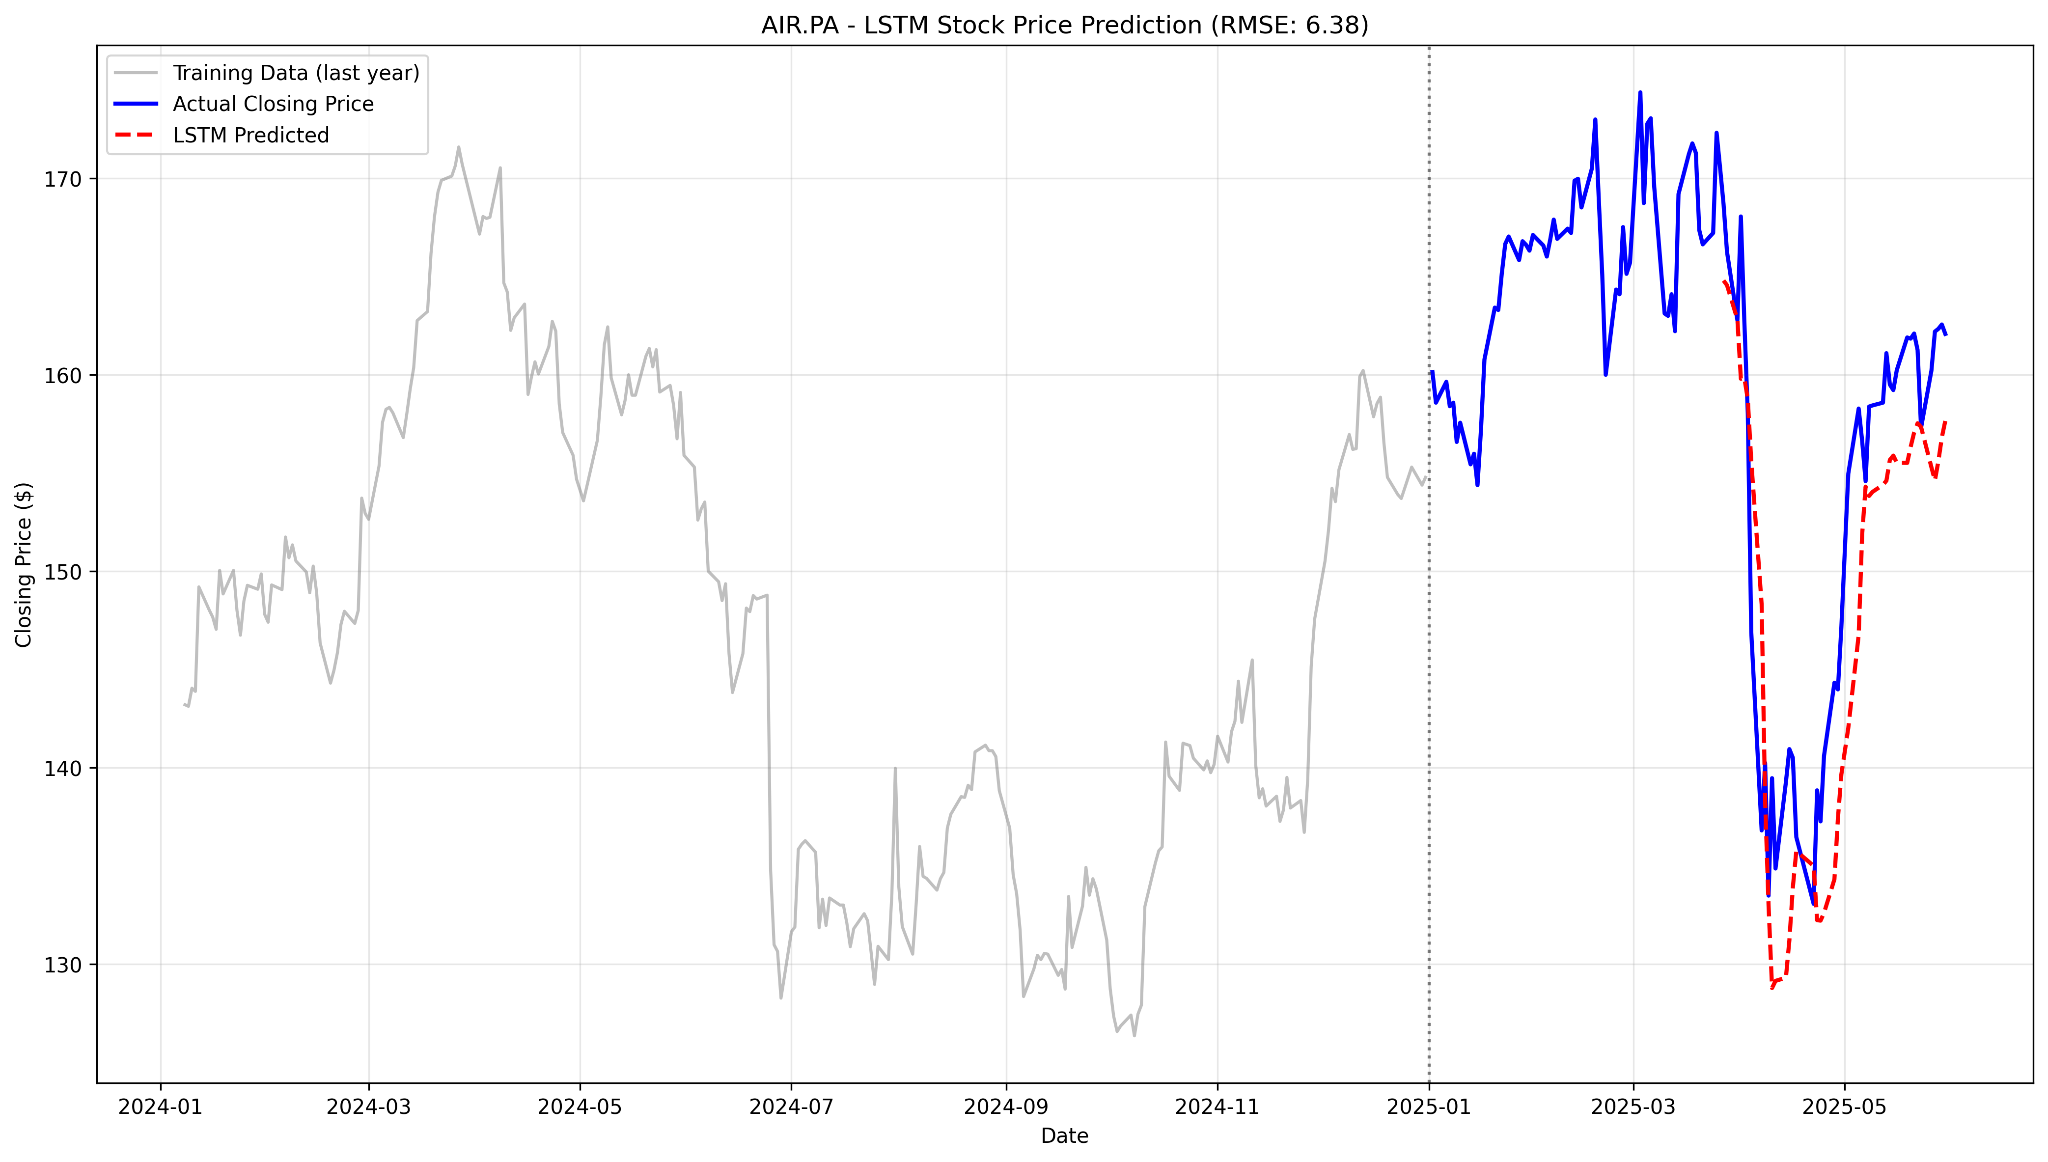 AIR.PA - LSTM Stock Price Prediction (RMSE: 6.38)
Training Data (last year)
Actual Closing Price
LSTM Predicted
Closing Price ($)
170
160
150
140
130
2024-01
2024-03
2024-05
2024-07
2024-09
2024-11
2025-01
2025-03
2025-05
Date